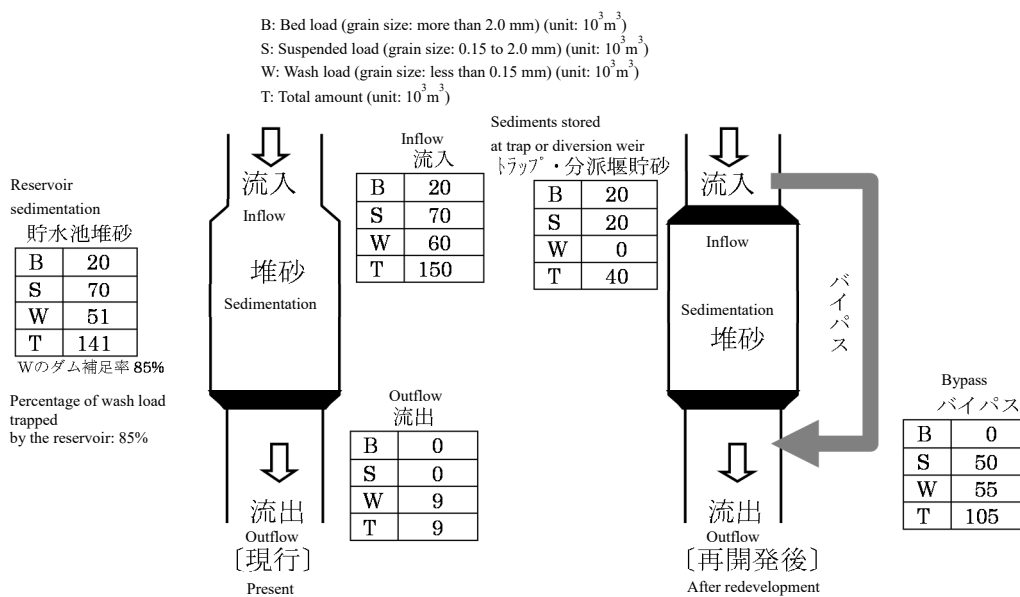 B: Bed load (grain size: more than 2.0 mm) (unit: 10³m³)
S: Suspended load (grain size: 0.15 to 2.0 mm) (unit: 10³m³)
W: Wash load (grain size: less than 0.15 mm) (unit: 10³m³)
T: Total amount (unit: 10³m³)
Reservoir
sedimentation
貯水池堆砂
B 20
S 70
W 51
T 141
Wのダム補足率 85%
Percentage of wash load
trapped
by the reservoir: 85%
流入
Inflow
堆砂
Sedimentation
流出
Outflow
〔現行〕
Present
Inflow
流入
B 20
S 70
W 60
T 150
Outflow
流出
B 0
S 0
W 9
T 9
Sediments stored
at trap or diversion weir
トラップ・分派堰貯砂
B 20
S 20
W 0
T 40
流入
Inflow
Sedimentation
堆砂
流出
Outflow
〔再開発後〕
After redevelopment
バイパス
Bypass
バイパス
B 0
S 50
W 55
T 105